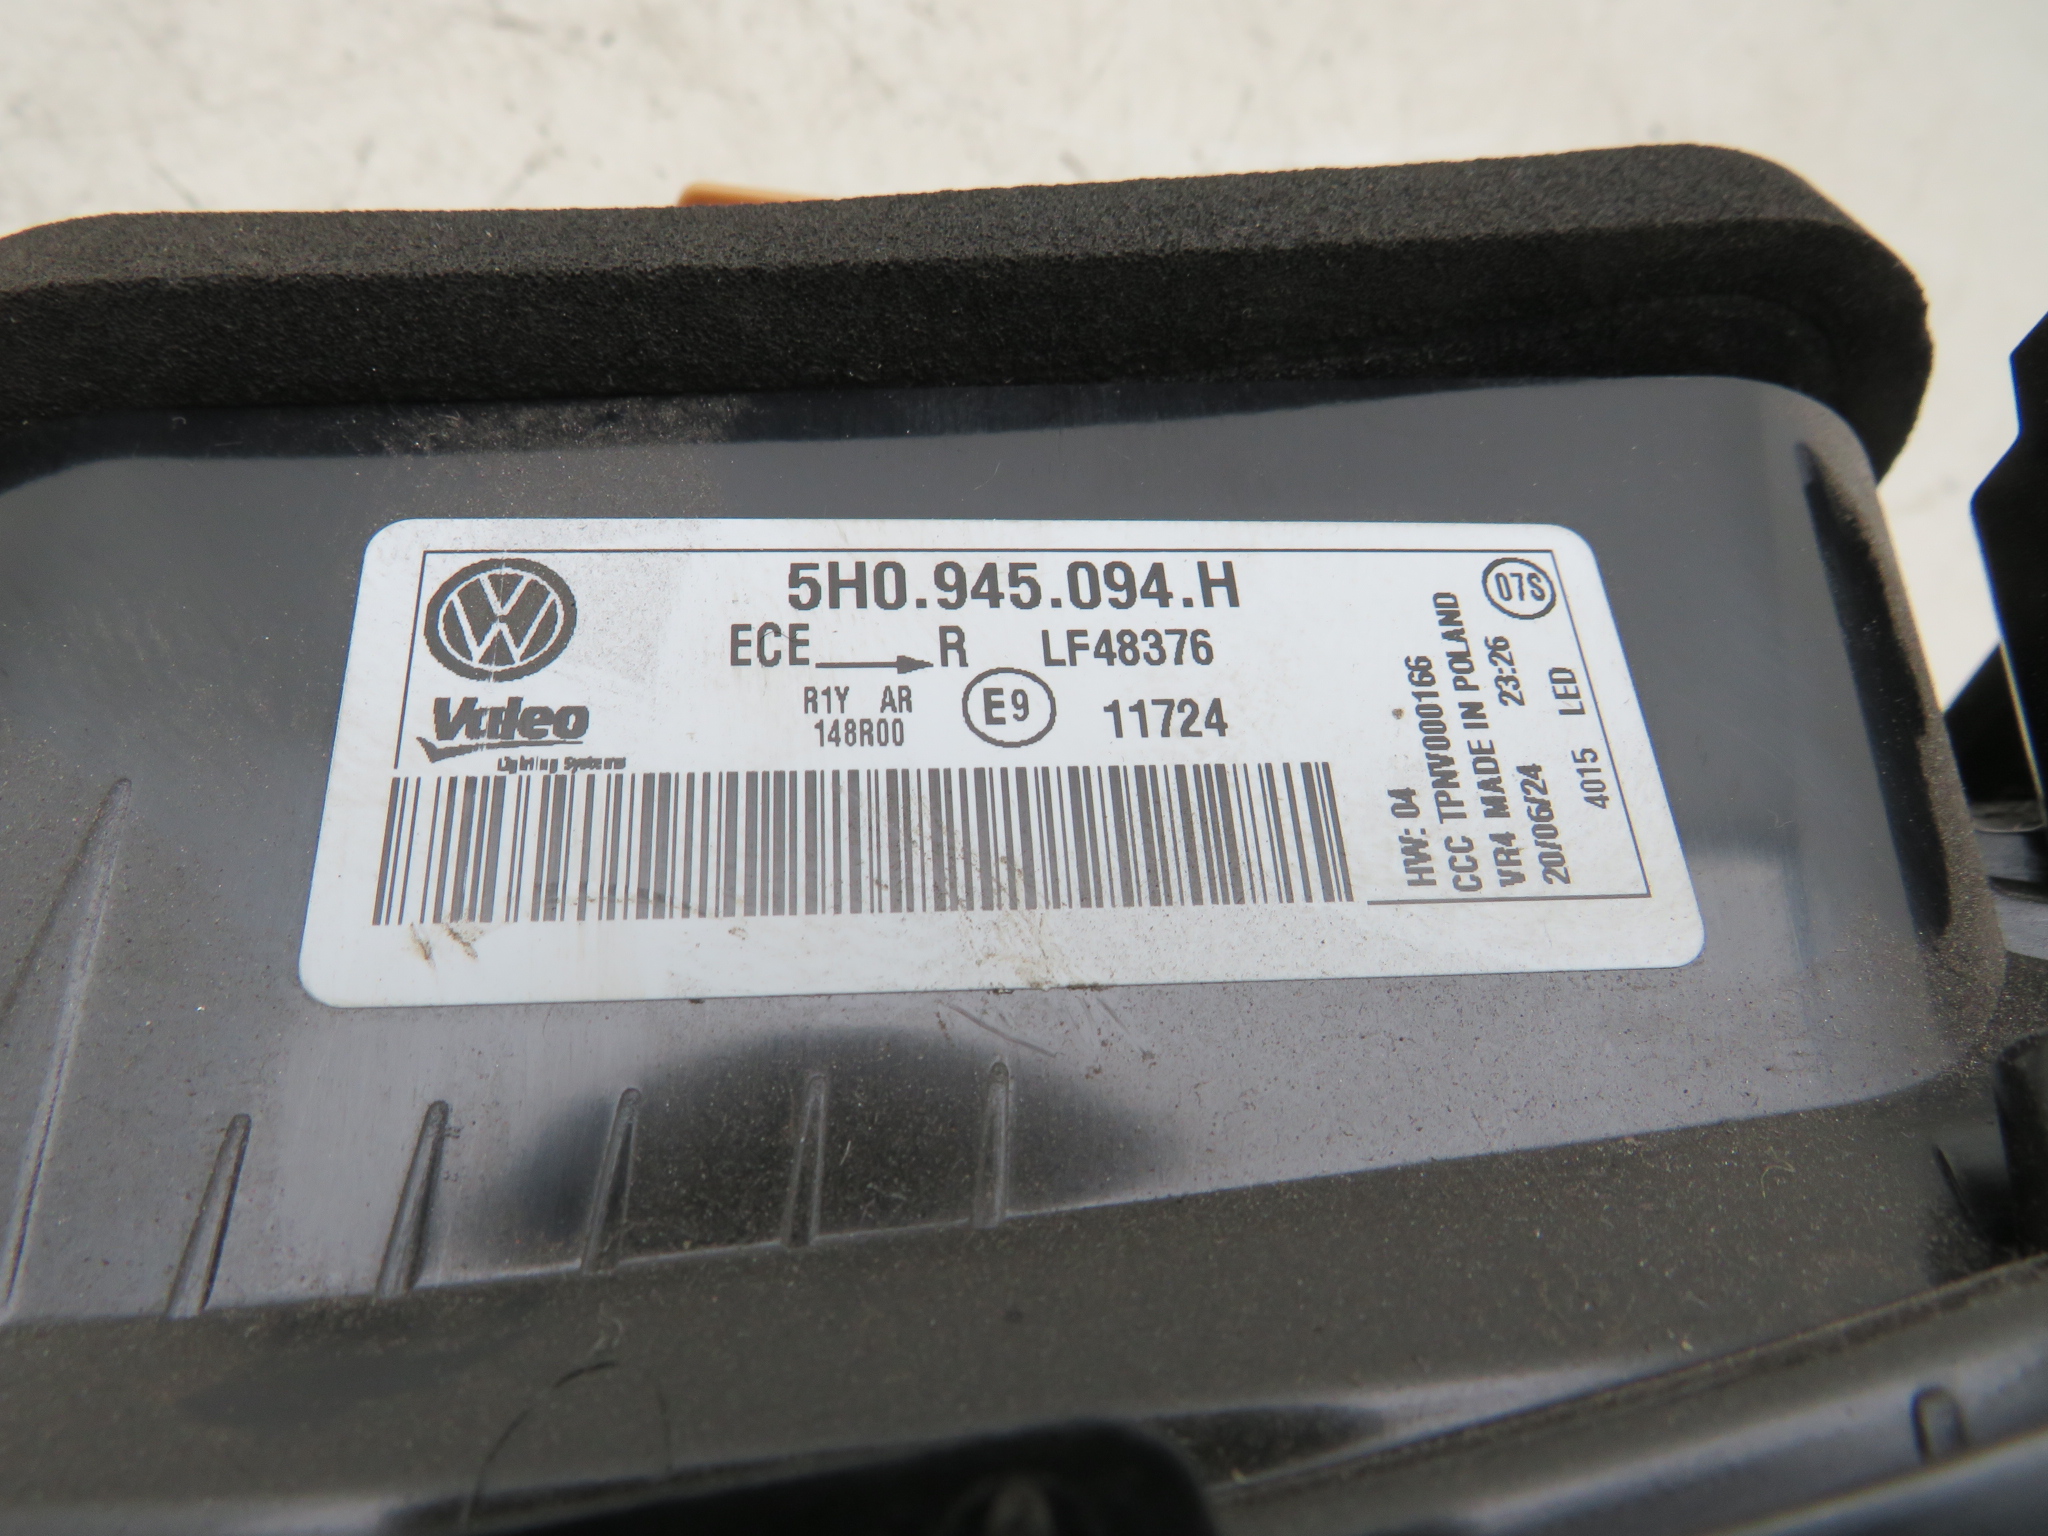 5H0.945.094.H
ECE R LF48376
Valeo
Lighting Systems
R1Y AR
148R00
E9
11724
HW: 04
CCC TPNV000166
VR4 MADE IN POLAND
20/06/24 23:26
4015 LED
07S